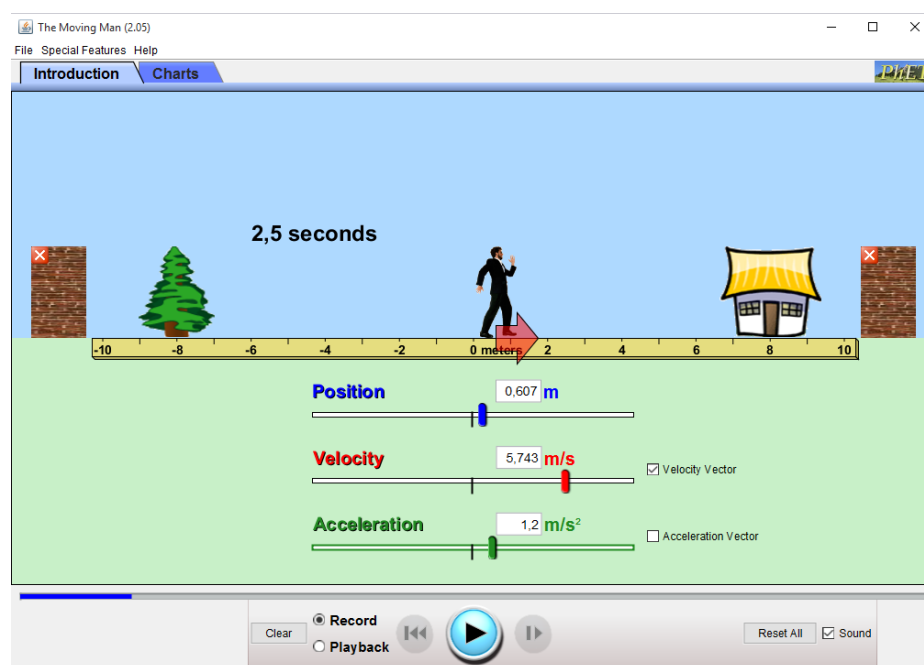 The Moving Man (2.05)
File Special Features Help
Introduction Charts
PhET
2,5 seconds
-10 -8 -6 -4 -2 0 meters 2 4 6 8 10
Position 0,607 m
Velocity 5,743 m/s Velocity Vector
Acceleration 1,2 m/s² Acceleration Vector
Clear Record Reset All Sound
Playback